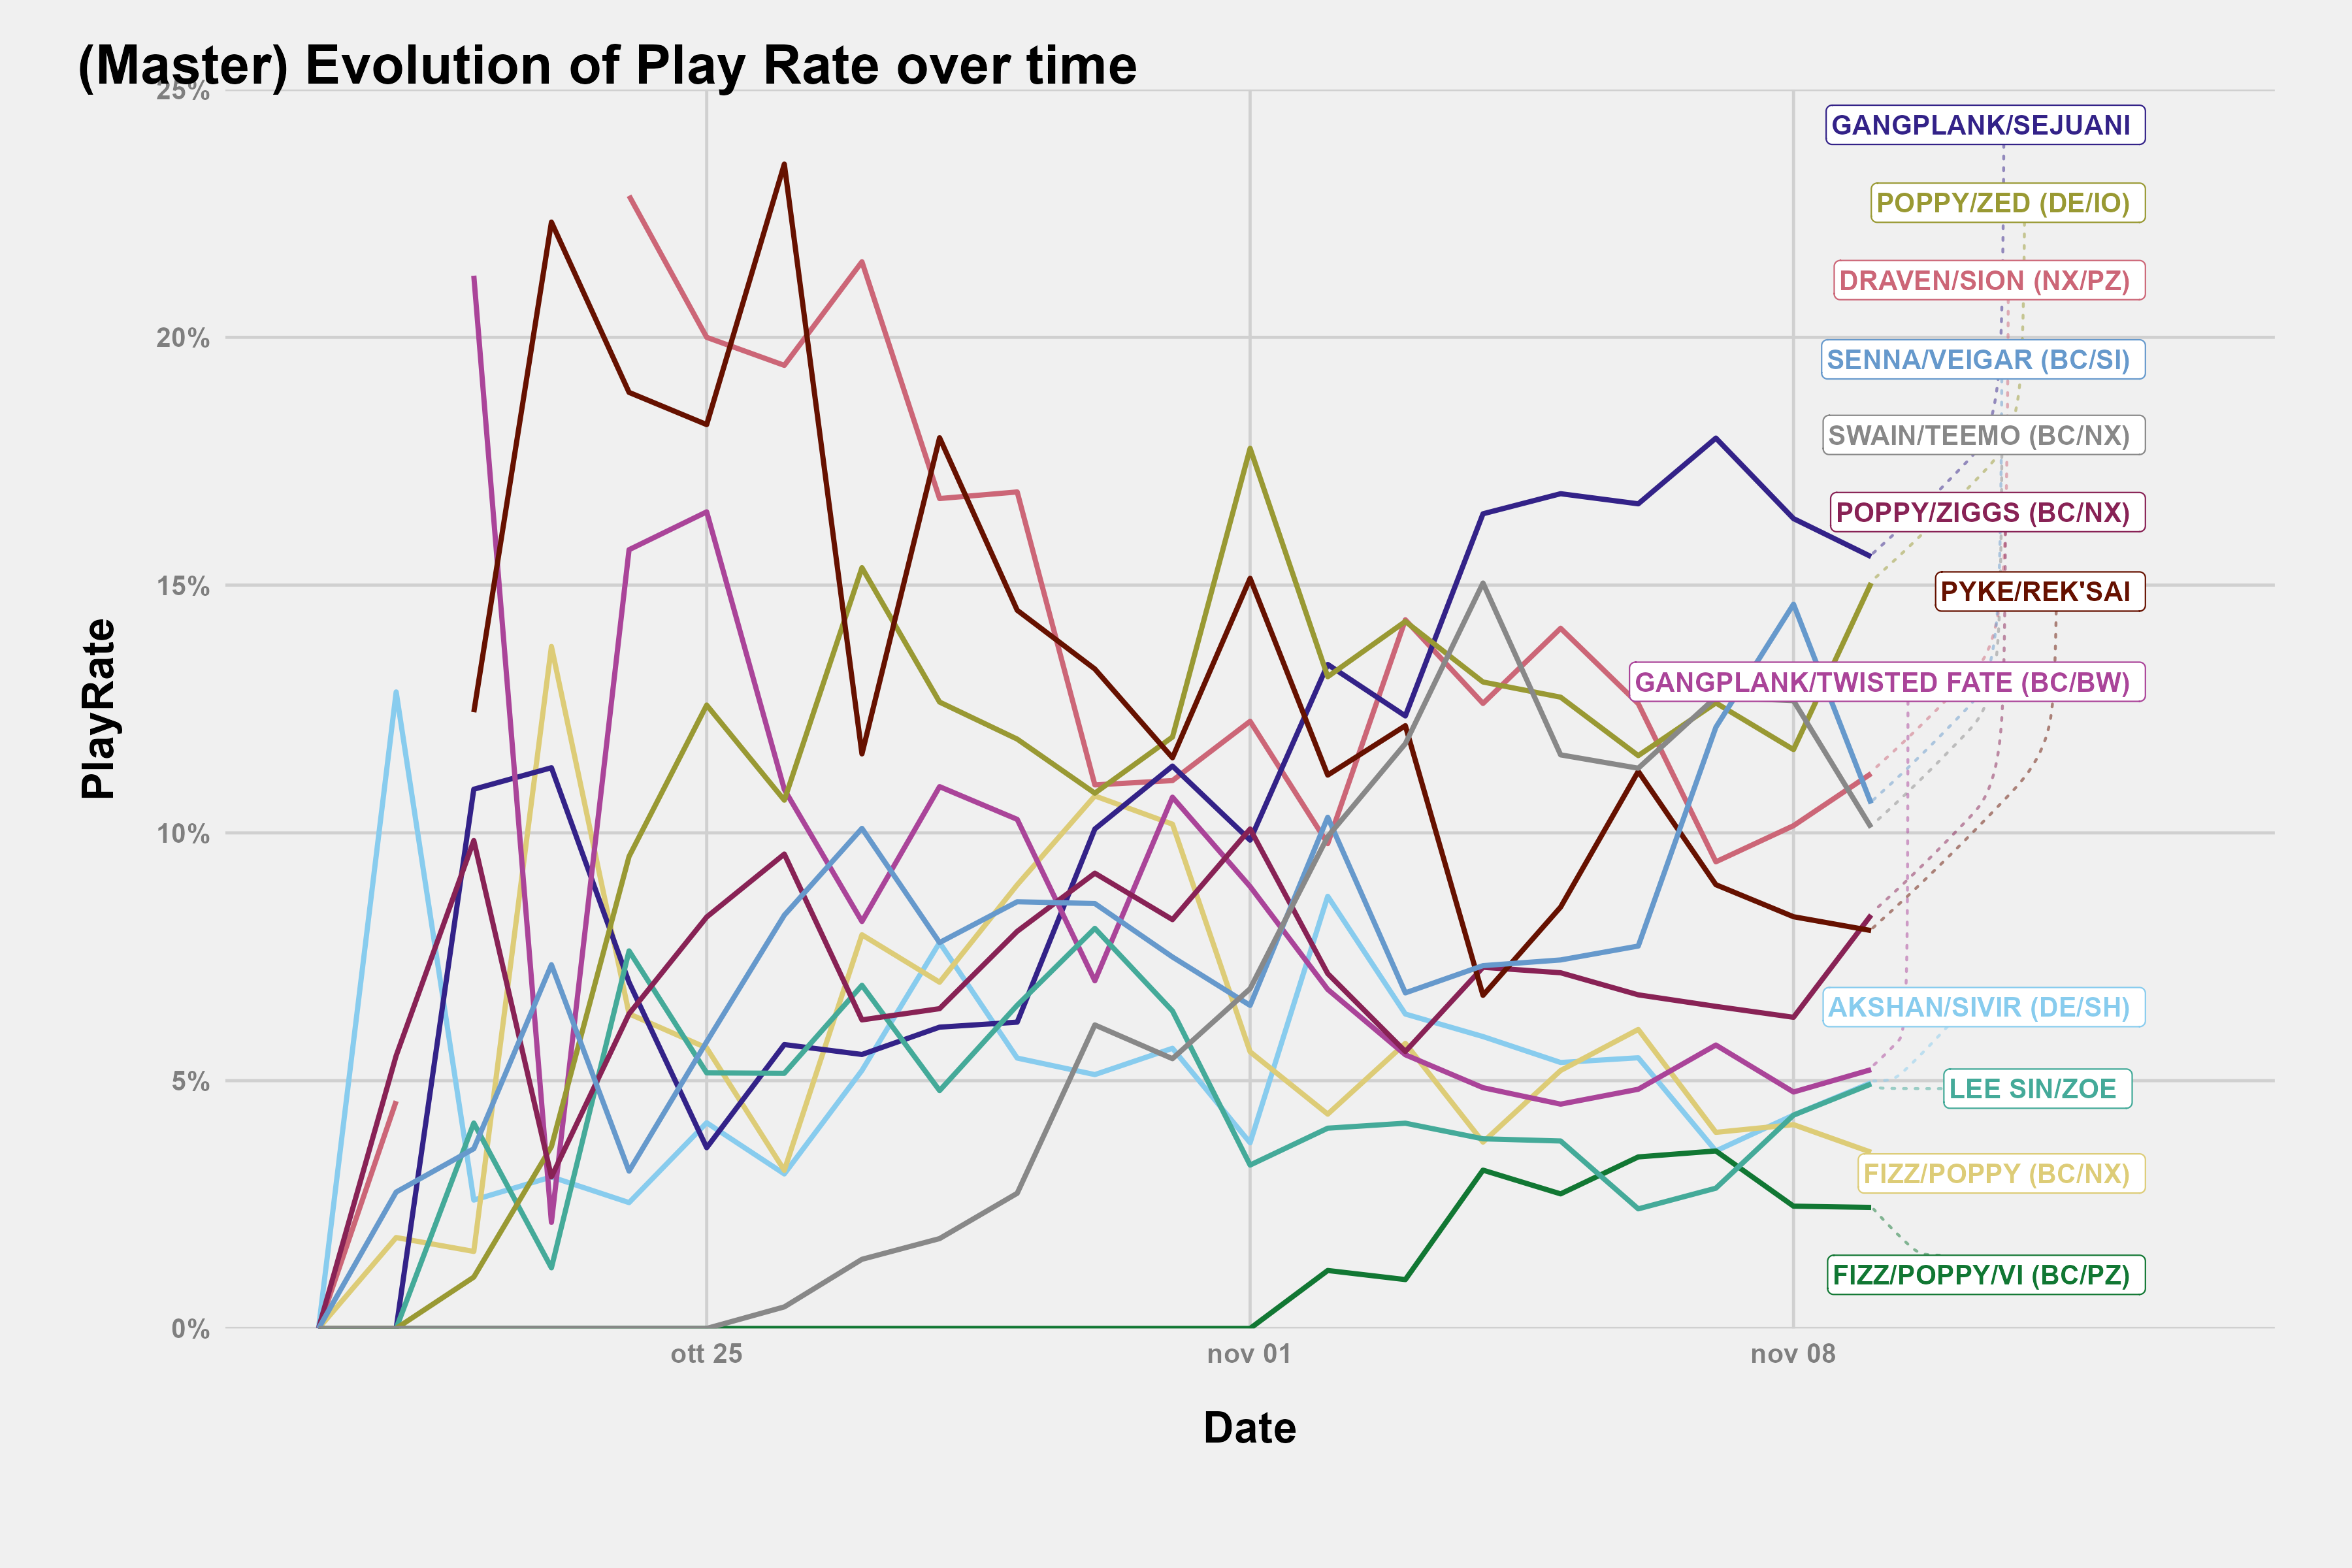 (Master) Evolution of Play Rate over time
25%
20%
15%
10%
5%
0%
PlayRate
ott 25
nov 01
nov 08
Date
GANGPLANK/SEJUANI
POPPY/ZED (DE/IO)
DRAVEN/SION (NX/PZ)
SENNA/VEIGAR (BC/SI)
SWAIN/TEEMO (BC/NX)
POPPY/ZIGGS (BC/NX)
PYKE/REK'SAI
GANGPLANK/TWISTED FATE (BC/BW)
AKSHAN/SIVIR (DE/SH)
LEE SIN/ZOE
FIZZ/POPPY (BC/NX)
FIZZ/POPPY/VI (BC/PZ)